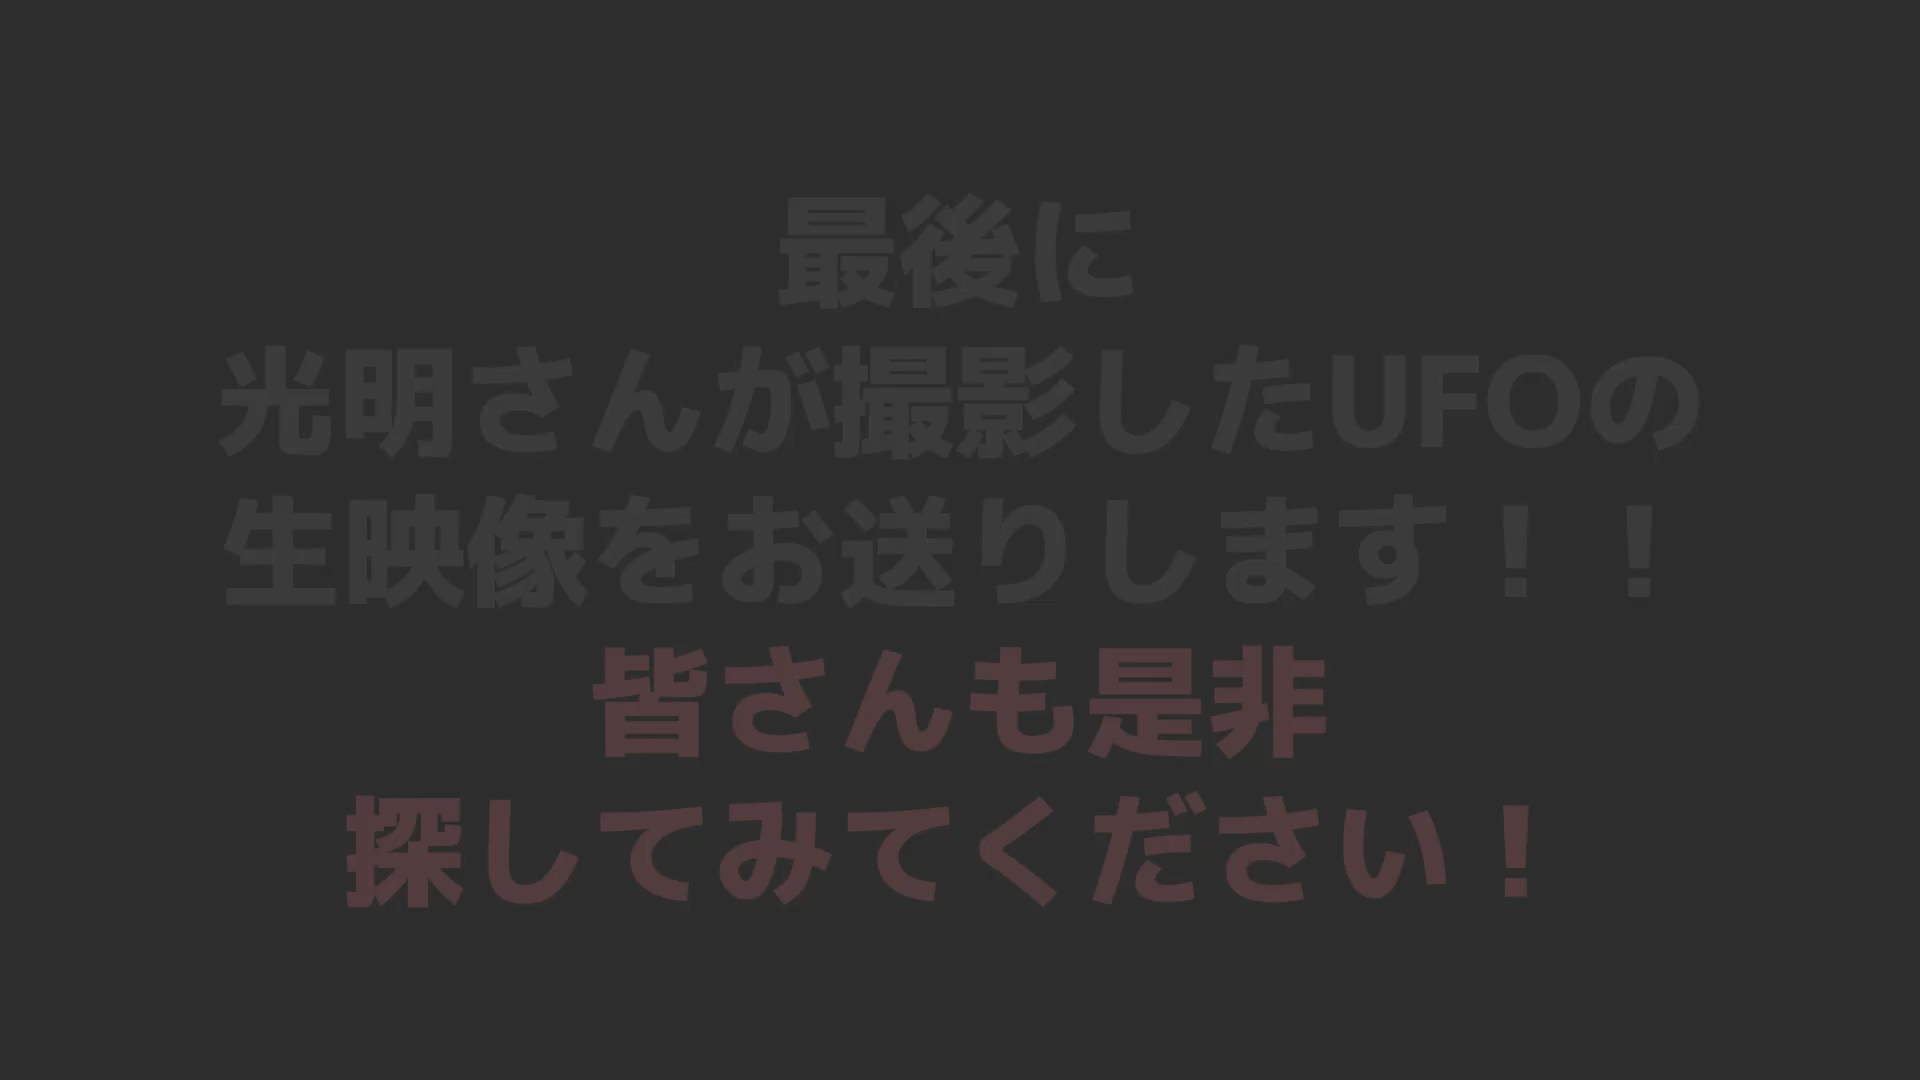 最後に
光明さんが撮影したUFOの
生映像をお送りします！！
皆さんも是非
探してみてください！